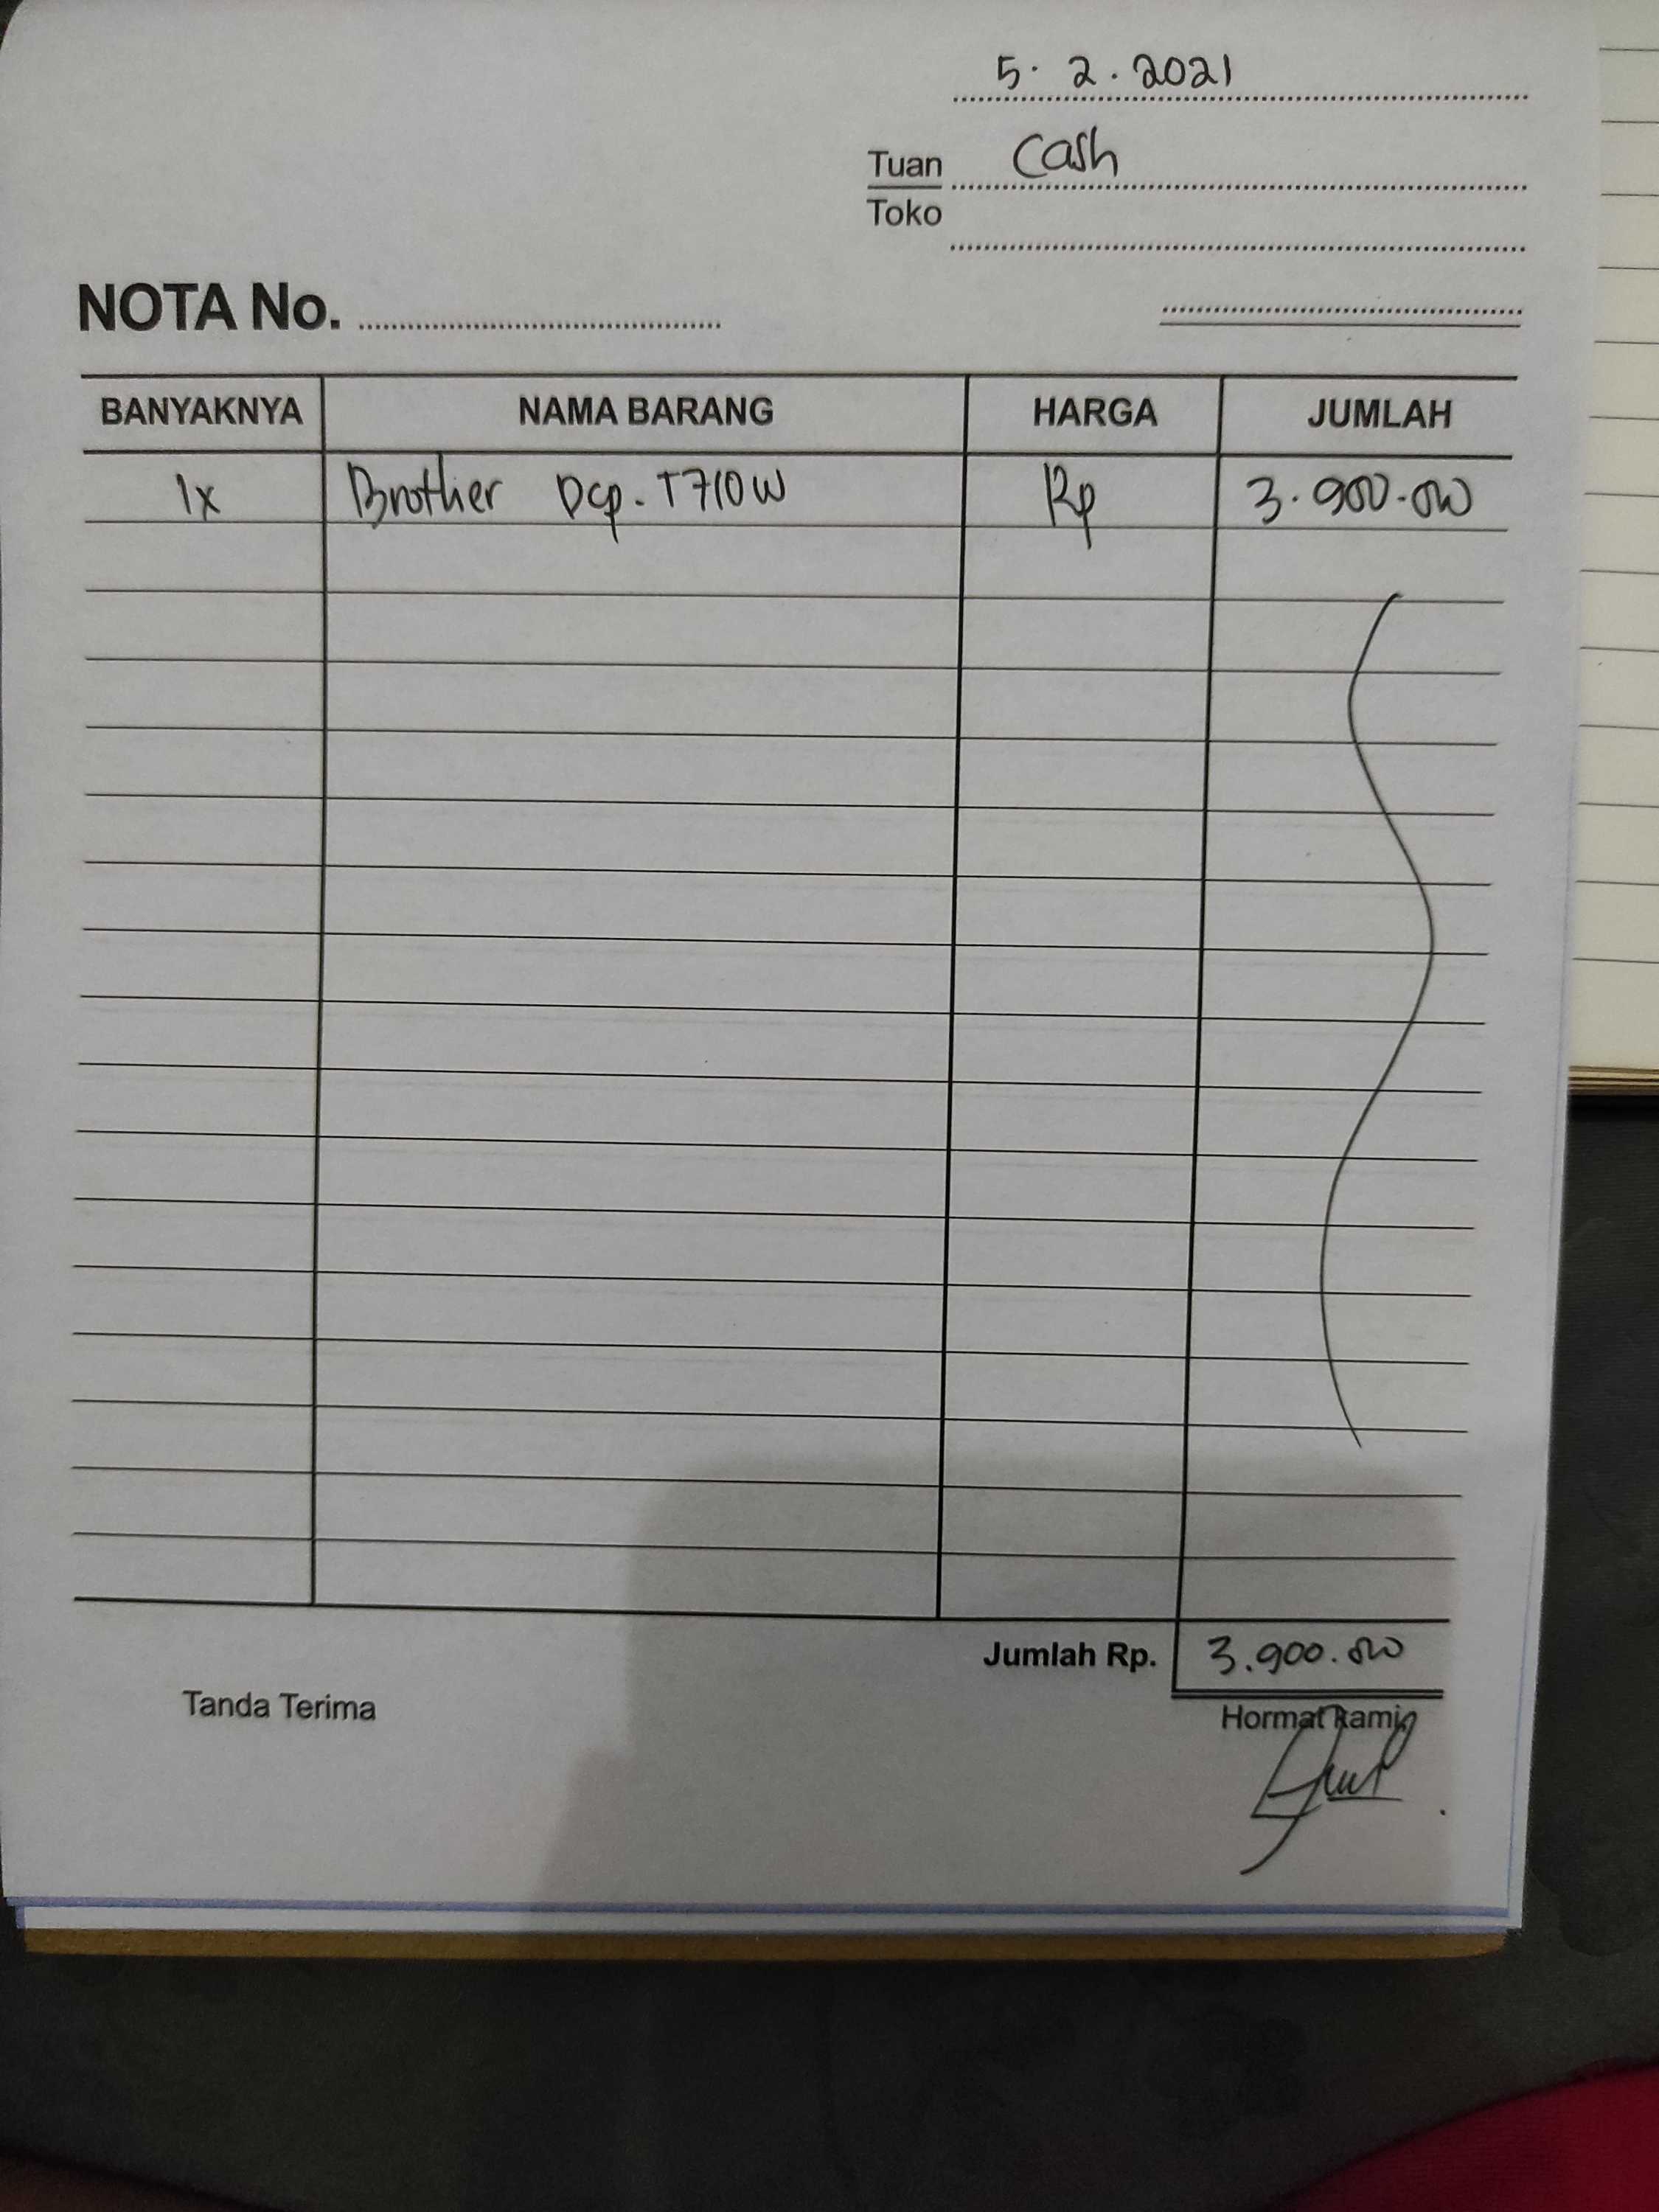 5. 2. 2021
Tuan Cash
Toko
NOTA No.
BANYAKNYA NAMA BARANG HARGA JUMLAH
1x Brother Dcp-T710W Rp 3.900.000
Jumlah Rp. 3.900.000
Tanda Terima Hormat kami,